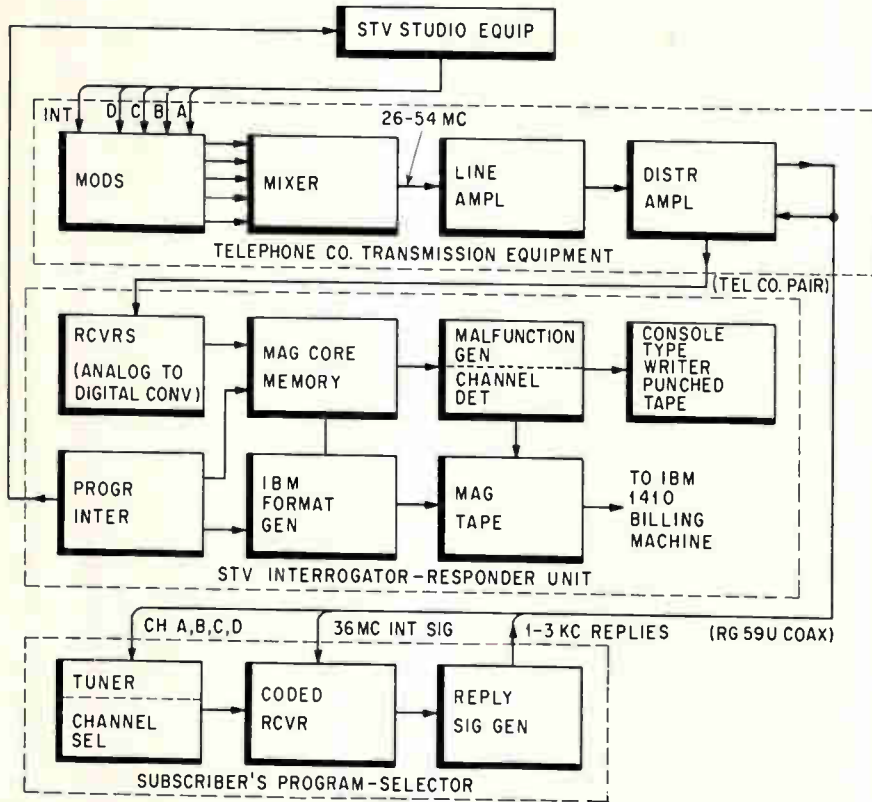 STV STUDIO EQUIP
INT D C B A
26-54 MC
MODS
MIXER
LINE
AMPL
DISTR
AMPL
TELEPHONE CO. TRANSMISSION EQUIPMENT
(TEL CO. PAIR)
RCVRS
(ANALOG TO
DIGITAL CONV)
MAG CORE
MEMORY
MALFUNCTION
GEN
CHANNEL
DET
CONSOLE
TYPE
WRITER
PUNCHED
TAPE
PROGR
INTER
IBM
FORMAT
GEN
MAG
TAPE
TO IBM
1410
BILLING
MACHINE
STV INTERROGATOR-RESPONDER UNIT
CH A,B,C,D
36MC INT SIG
1-3 KC REPLIES
(RG 59U COAX)
TUNER
CHANNEL
SEL
CODED
RCVR
REPLY
SIG GEN
SUBSCRIBER'S PROGRAM-SELECTOR